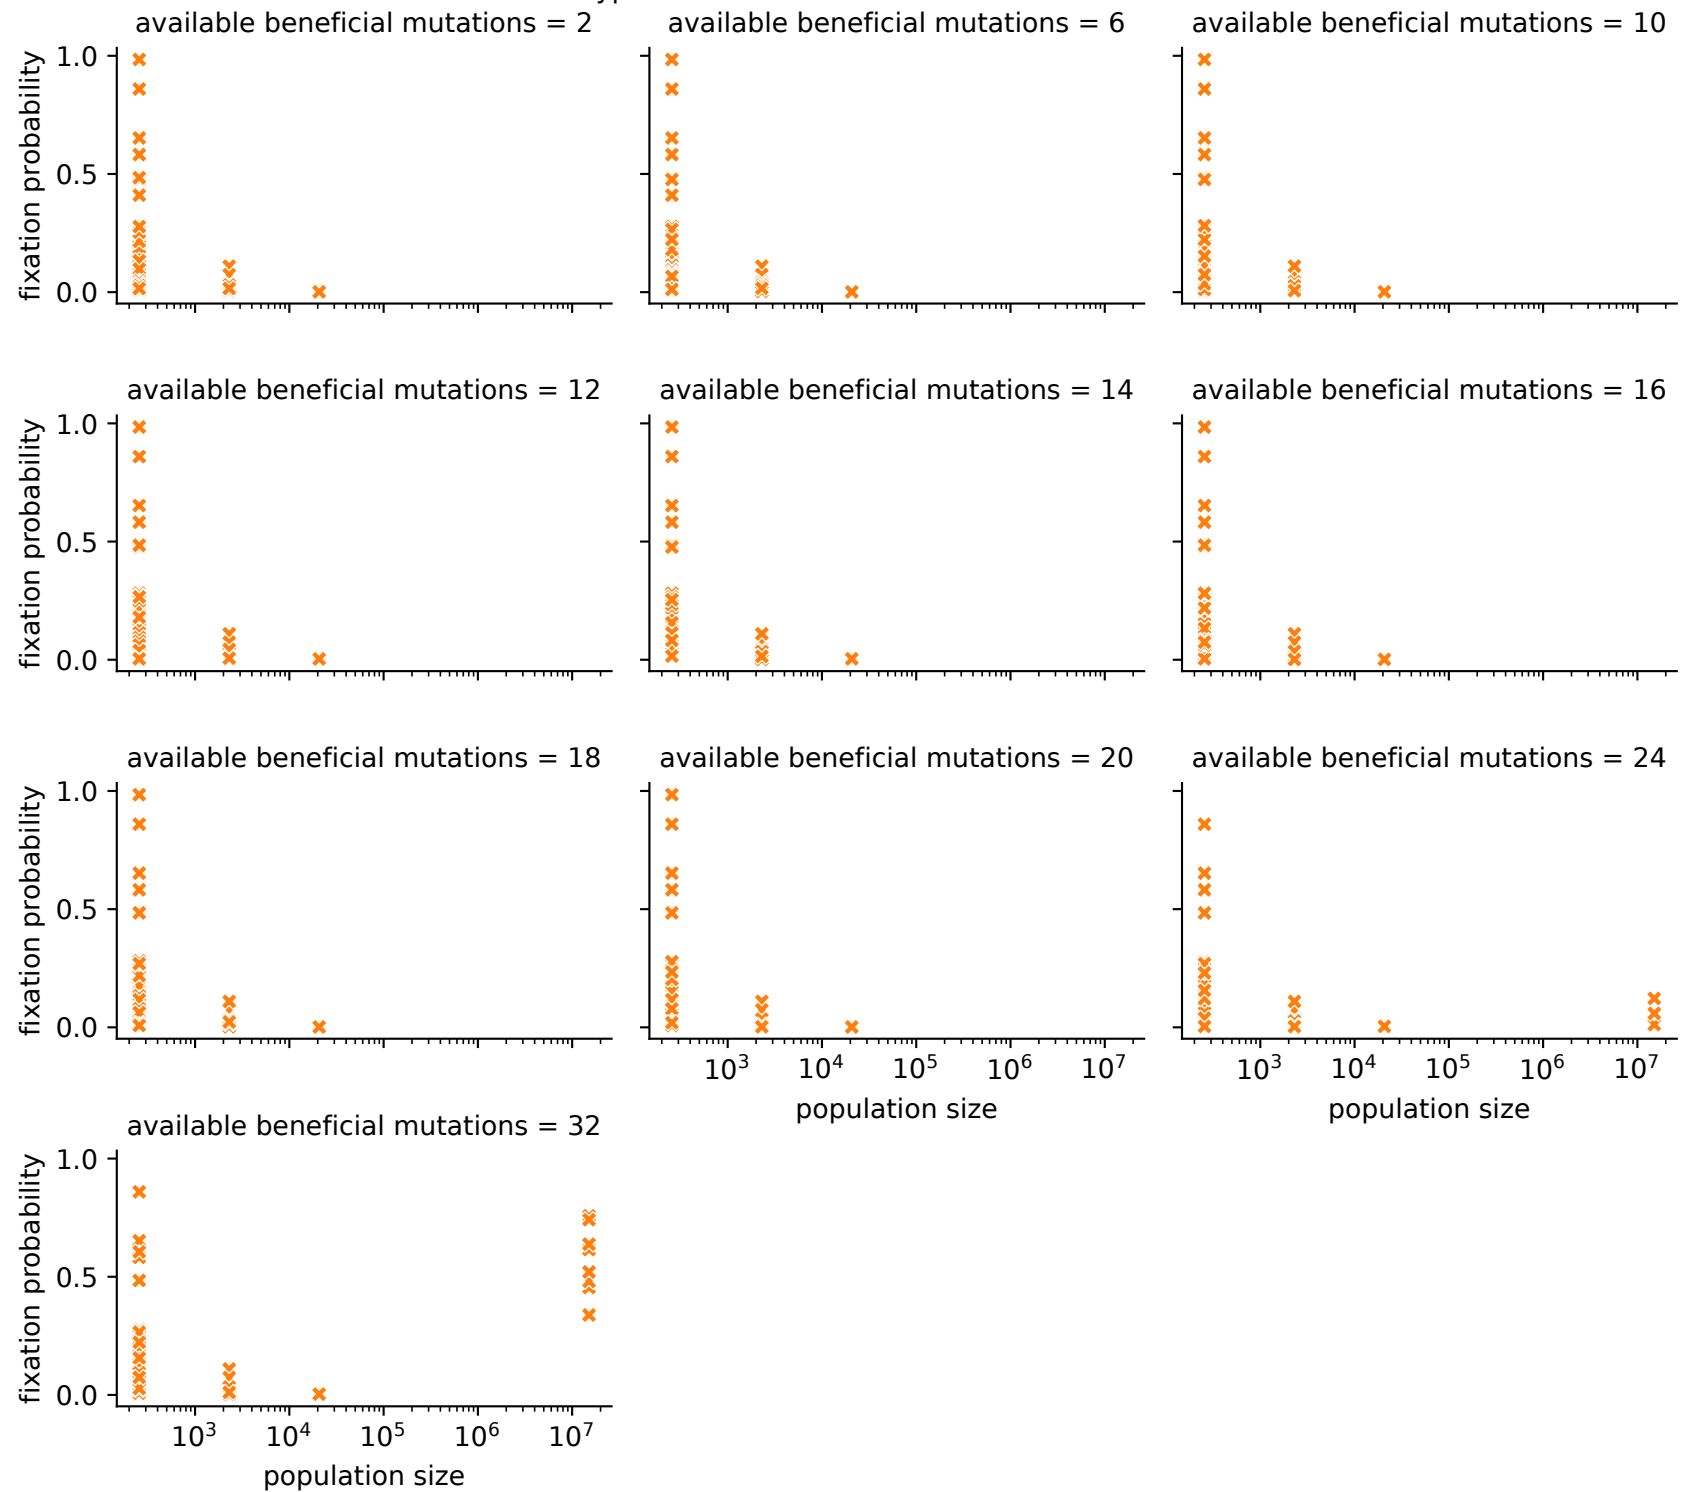 available beneficial mutations = 2
available beneficial mutations = 6
available beneficial mutations = 10
fixation probability
1.0
0.5
0.0
available beneficial mutations = 12
available beneficial mutations = 14
available beneficial mutations = 16
fixation probability
1.0
0.5
0.0
available beneficial mutations = 18
available beneficial mutations = 20
available beneficial mutations = 24
fixation probability
1.0
0.5
0.0
10³ 10⁴ 10⁵ 10⁶ 10⁷
10³ 10⁴ 10⁵ 10⁶ 10⁷
population size
population size
available beneficial mutations = 32
fixation probability
1.0
0.5
0.0
10³ 10⁴ 10⁵ 10⁶ 10⁷
population size